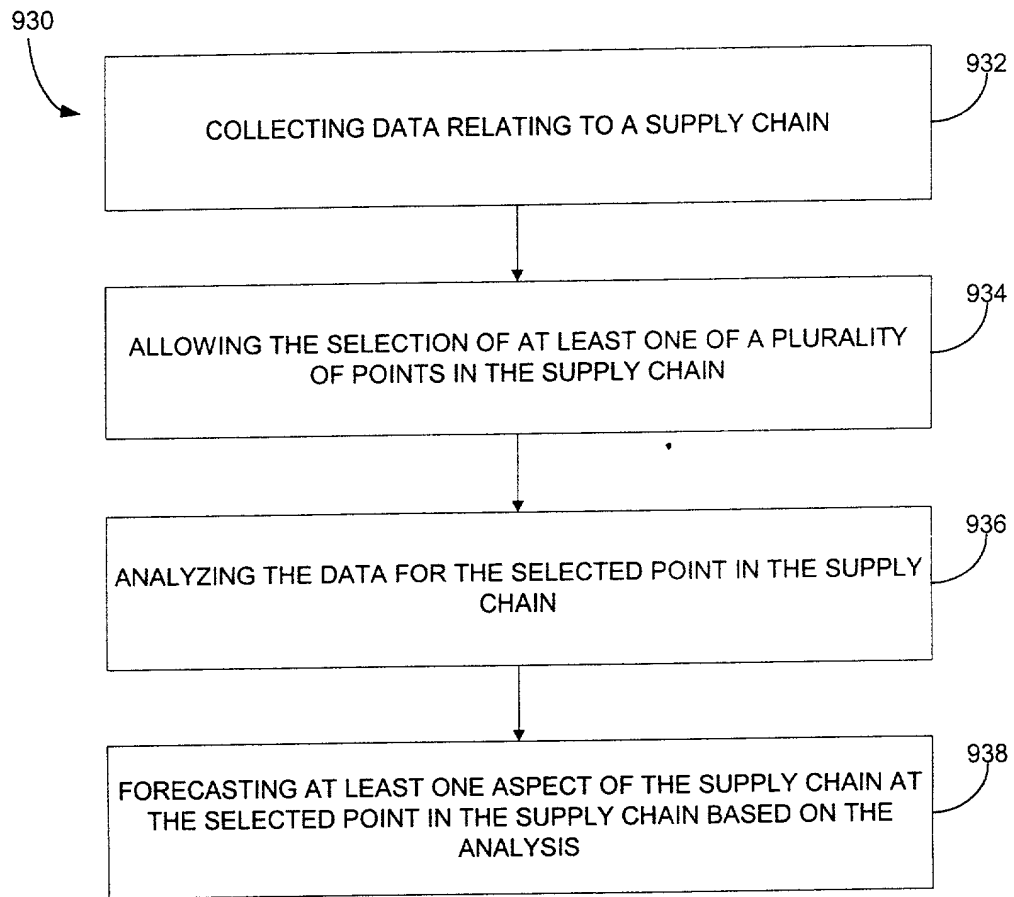 930
932
COLLECTING DATA RELATING TO A SUPPLY CHAIN
934
ALLOWING THE SELECTION OF AT LEAST ONE OF A PLURALITY
OF POINTS IN THE SUPPLY CHAIN
936
ANALYZING THE DATA FOR THE SELECTED POINT IN THE SUPPLY
CHAIN
938
FORECASTING AT LEAST ONE ASPECT OF THE SUPPLY CHAIN AT
THE SELECTED POINT IN THE SUPPLY CHAIN BASED ON THE
ANALYSIS